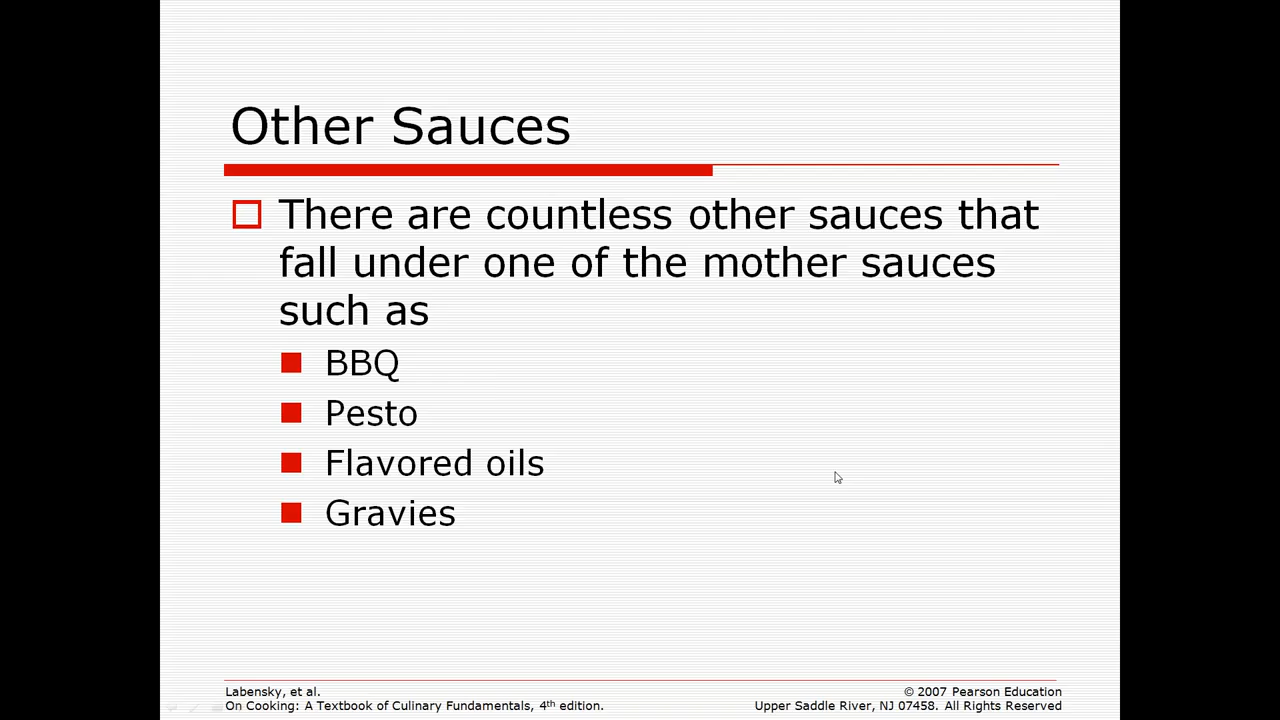 Other Sauces
There are countless other sauces that
fall under one of the mother sauces
such as
BBQ
Pesto
Flavored oils
Gravies
Labensky, et al.
On Cooking: A Textbook of Culinary Fundamentals, 4th edition.
© 2007 Pearson Education
Upper Saddle River, NJ 07458. All Rights Reserved